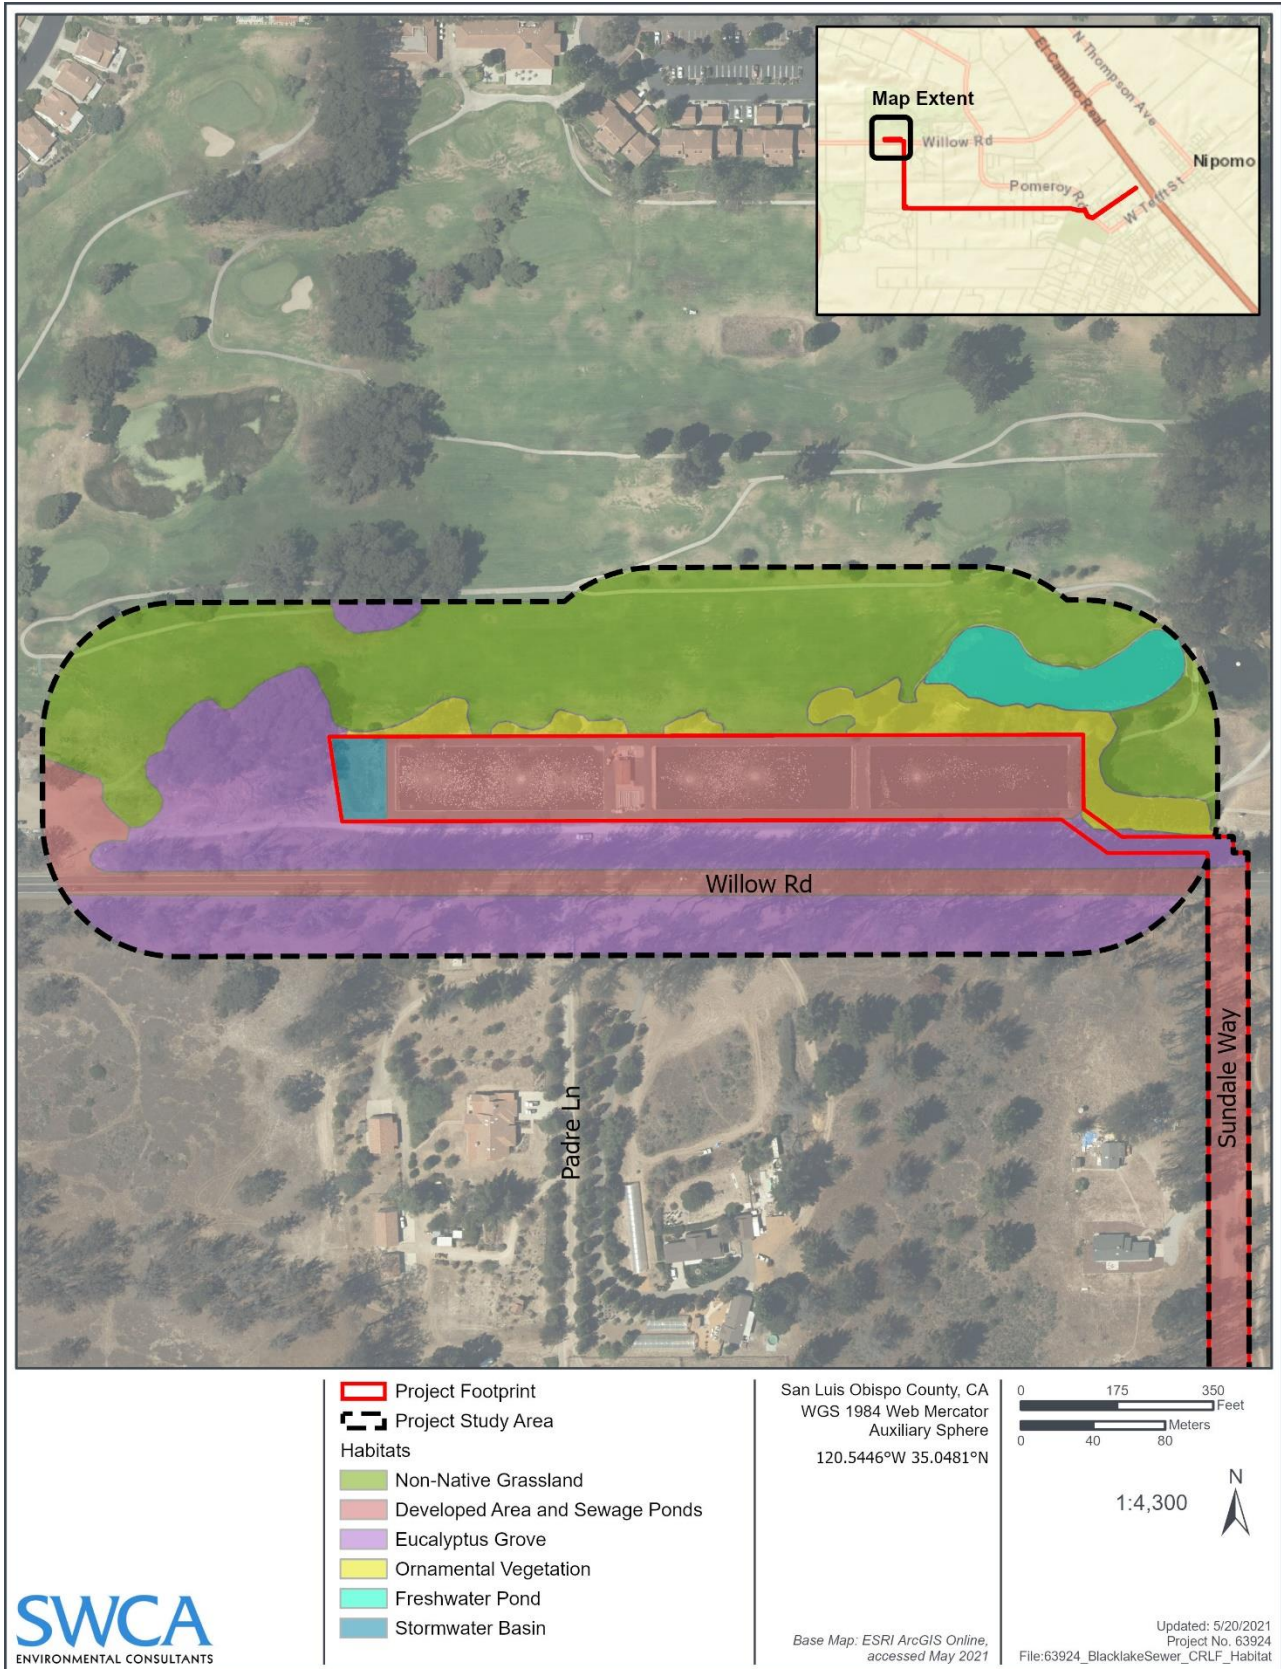 Map Extent
Willow Rd
El Camino Real
N Thompson Ave
Nipomo
Pomeroy Rd
W Tefft St
Willow Rd
Padre Ln
Sundale Way
Project Footprint
Project Study Area
Habitats
Non-Native Grassland
Developed Area and Sewage Ponds
Eucalyptus Grove
Ornamental Vegetation
Freshwater Pond
Stormwater Basin
SWCA
ENVIRONMENTAL CONSULTANTS
San Luis Obispo County, CA
WGS 1984 Web Mercator
Auxiliary Sphere
120.5446°W 35.0481°N
Base Map: ESRI ArcGIS Online,
accessed May 2021
0 175 350
Feet
Meters
0 40 80
N
1:4,300
Updated: 5/20/2021
Project No. 63924
File:63924_BlacklakeSewer_CRLF_Habitat